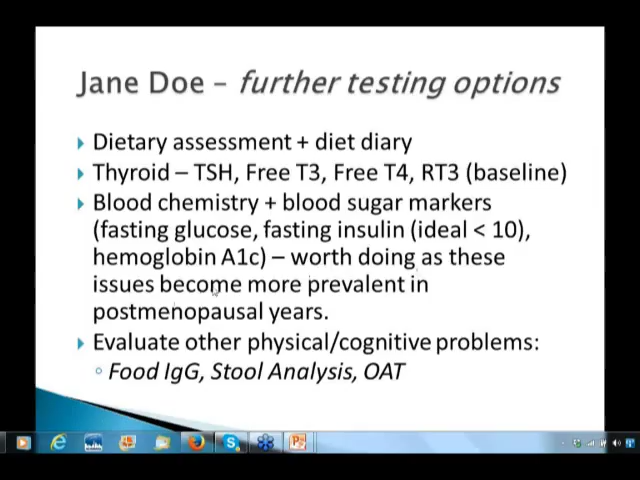 Jane Doe – further testing options
Dietary assessment + diet diary
Thyroid – TSH, Free T3, Free T4, RT3 (baseline)
Blood chemistry + blood sugar markers
(fasting glucose, fasting insulin (ideal < 10),
hemoglobin A1c) – worth doing as these
issues become more prevalent in
postmenopausal years.
Evaluate other physical/cognitive problems:
Food IgG, Stool Analysis, OAT